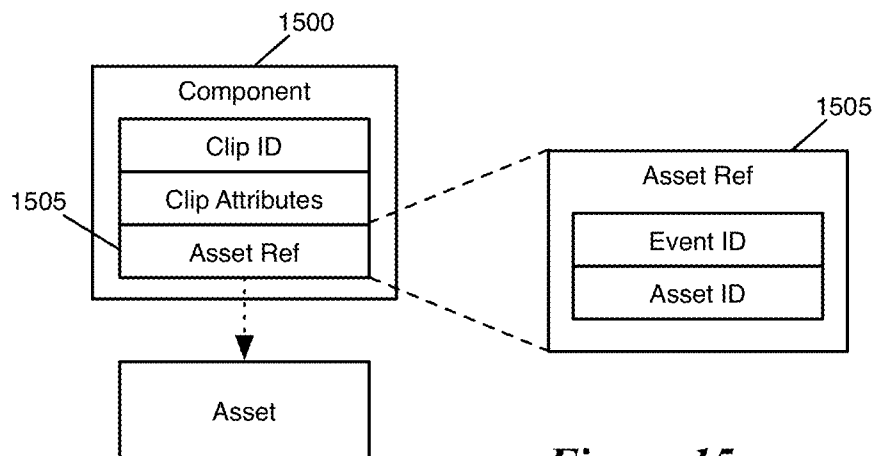 1500
Component
Clip ID
Clip Attributes
1505
Asset Ref
Asset
1505
Asset Ref
Event ID
Asset ID
Figure 15